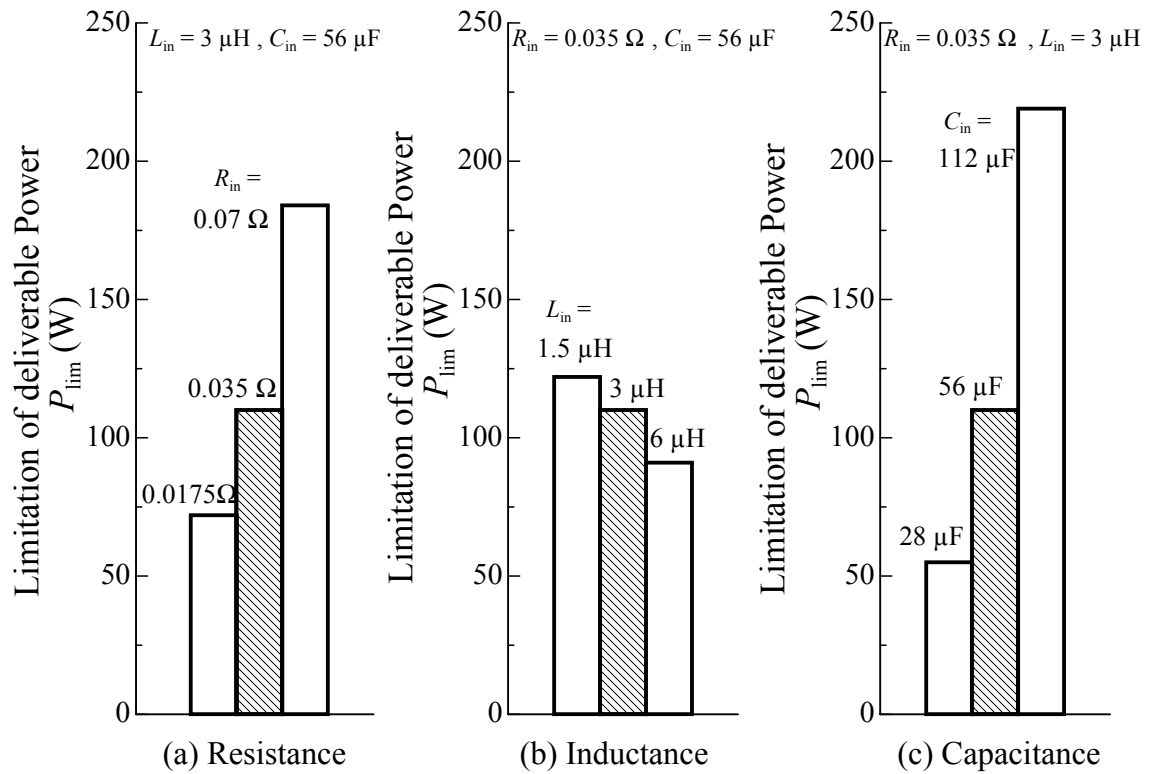 250
200
150
100
50
0
Limitation of deliverable Power
P_lim (W)
L_in = 3 µH , C_in = 56 µF
R_in =
0.07 Ω
0.035 Ω
0.0175Ω
(a) Resistance
250
200
150
100
50
0
Limitation of deliverable Power
P_lim (W)
R_in = 0.035 Ω , C_in = 56 µF
L_in =
1.5 µH
3 µH
6 µH
(b) Inductance
250
200
150
100
50
0
Limitation of deliverable Power
P_lim (W)
R_in = 0.035 Ω , L_in = 3 µH
C_in =
112 µF
56 µF
28 µF
(c) Capacitance